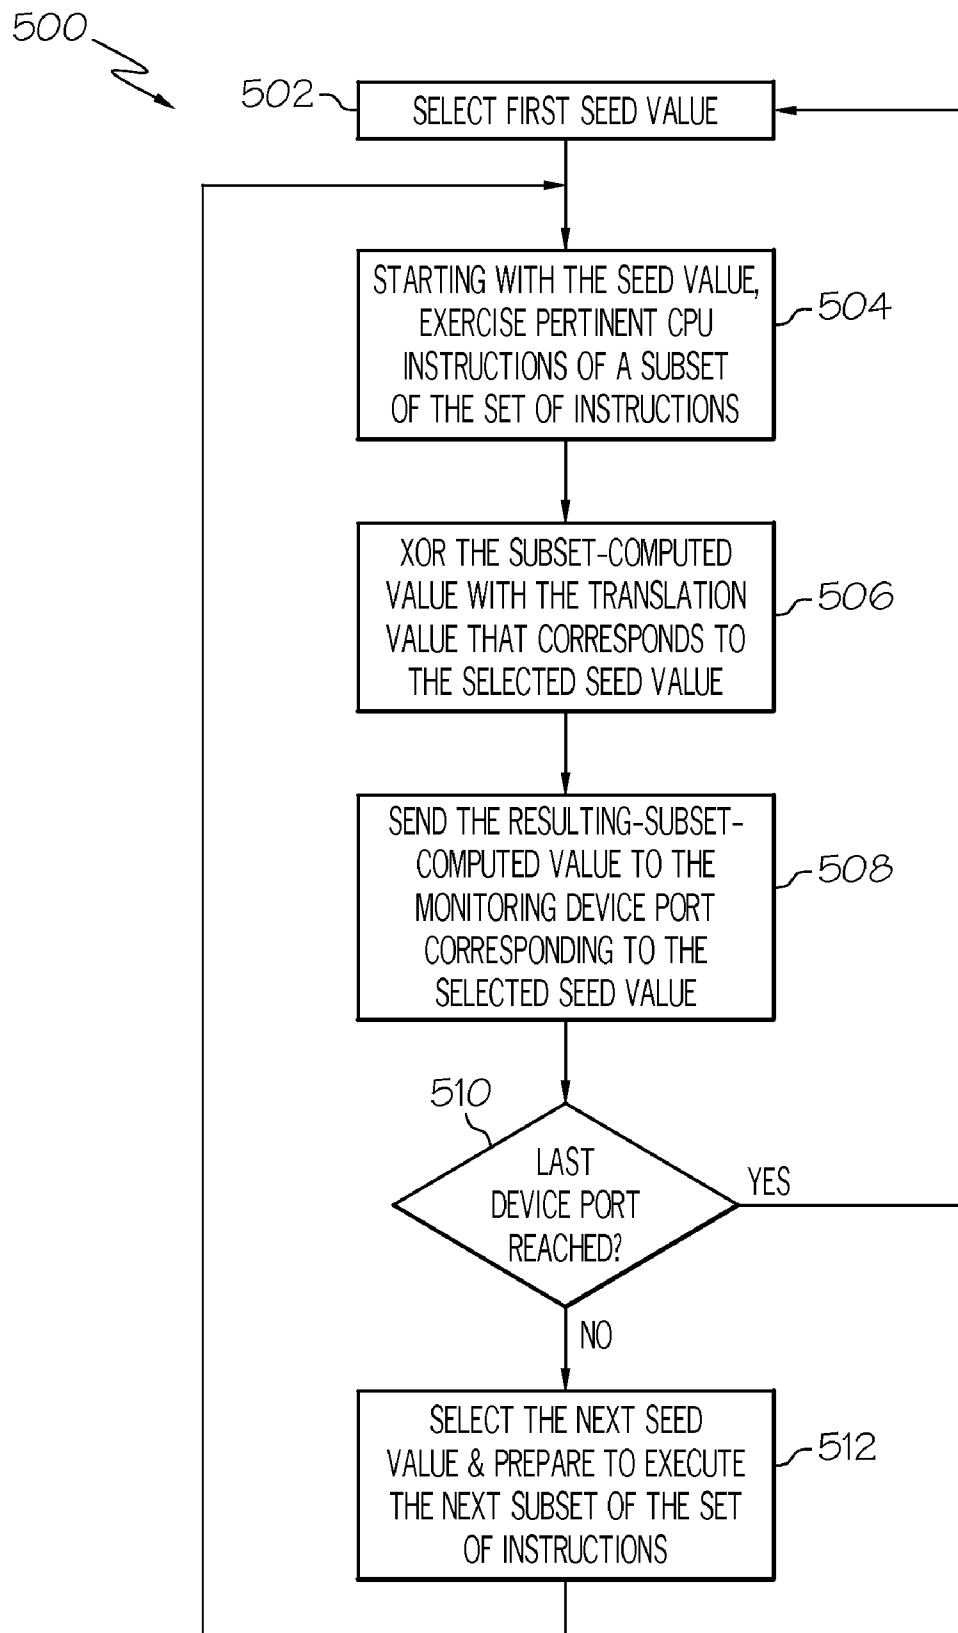 500
502
SELECT FIRST SEED VALUE
STARTING WITH THE SEED VALUE,
EXERCISE PERTINENT CPU
INSTRUCTIONS OF A SUBSET
OF THE SET OF INSTRUCTIONS
504
XOR THE SUBSET-COMPUTED
VALUE WITH THE TRANSLATION
VALUE THAT CORRESPONDS TO
THE SELECTED SEED VALUE
506
SEND THE RESULTING-SUBSET-
COMPUTED VALUE TO THE
MONITORING DEVICE PORT
CORRESPONDING TO THE
SELECTED SEED VALUE
508
510
LAST
DEVICE PORT
REACHED?
YES
NO
SELECT THE NEXT SEED
VALUE & PREPARE TO EXECUTE
THE NEXT SUBSET OF THE SET
OF INSTRUCTIONS
512